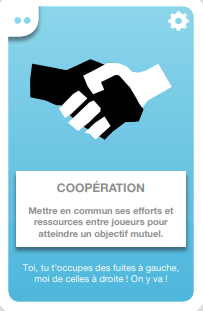 COOPÉRATION
Mettre en commun ses efforts et
ressources entre joueurs pour
atteindre un objectif mutuel.
Toi, tu t'occupes des fuites à gauche,
moi de celles à droite ! On y va !